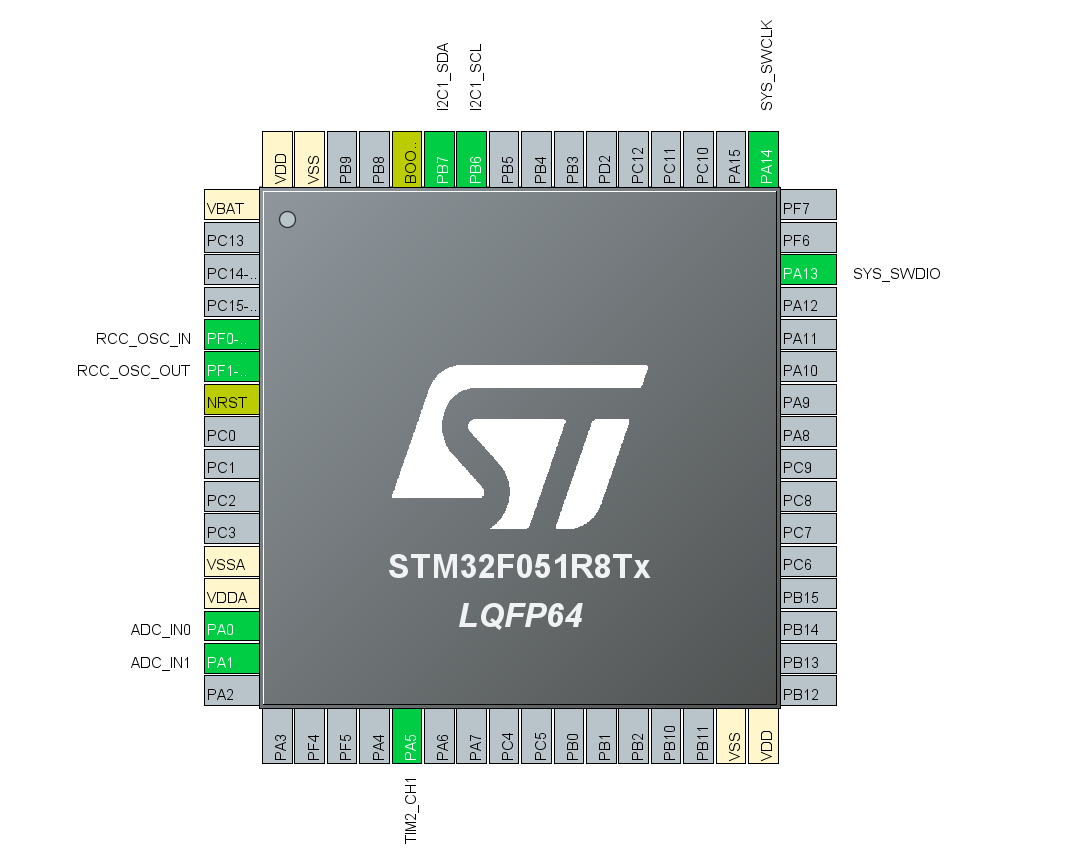 I2C1_SDA
I2C1_SCL
SYS_SWCLK
VDD
VSS
PB9
PB8
BOO..
PB7
PB6
PB5
PB4
PB3
PD2
PC12
PC11
PC10
PA15
PA14
VBAT
PC13
PC14-..
PC15-..
RCC_OSC_IN PF0-..
RCC_OSC_OUT PF1-..
NRST
PC0
PC1
PC2
PC3
VSSA
VDDA
ADC_IN0 PA0
ADC_IN1 PA1
PA2
PF7
PF6
PA13 SYS_SWDIO
PA12
PA11
PA10
PA9
PA8
PC9
PC8
PC7
PC6
PB15
PB14
PB13
PB12
ST
STM32F051R8Tx
LQFP64
PA3
PF4
PF5
PA4
PA5
PA6
PA7
PC4
PC5
PB0
PB1
PB2
PB10
PB11
VSS
VDD
TIM2_CH1